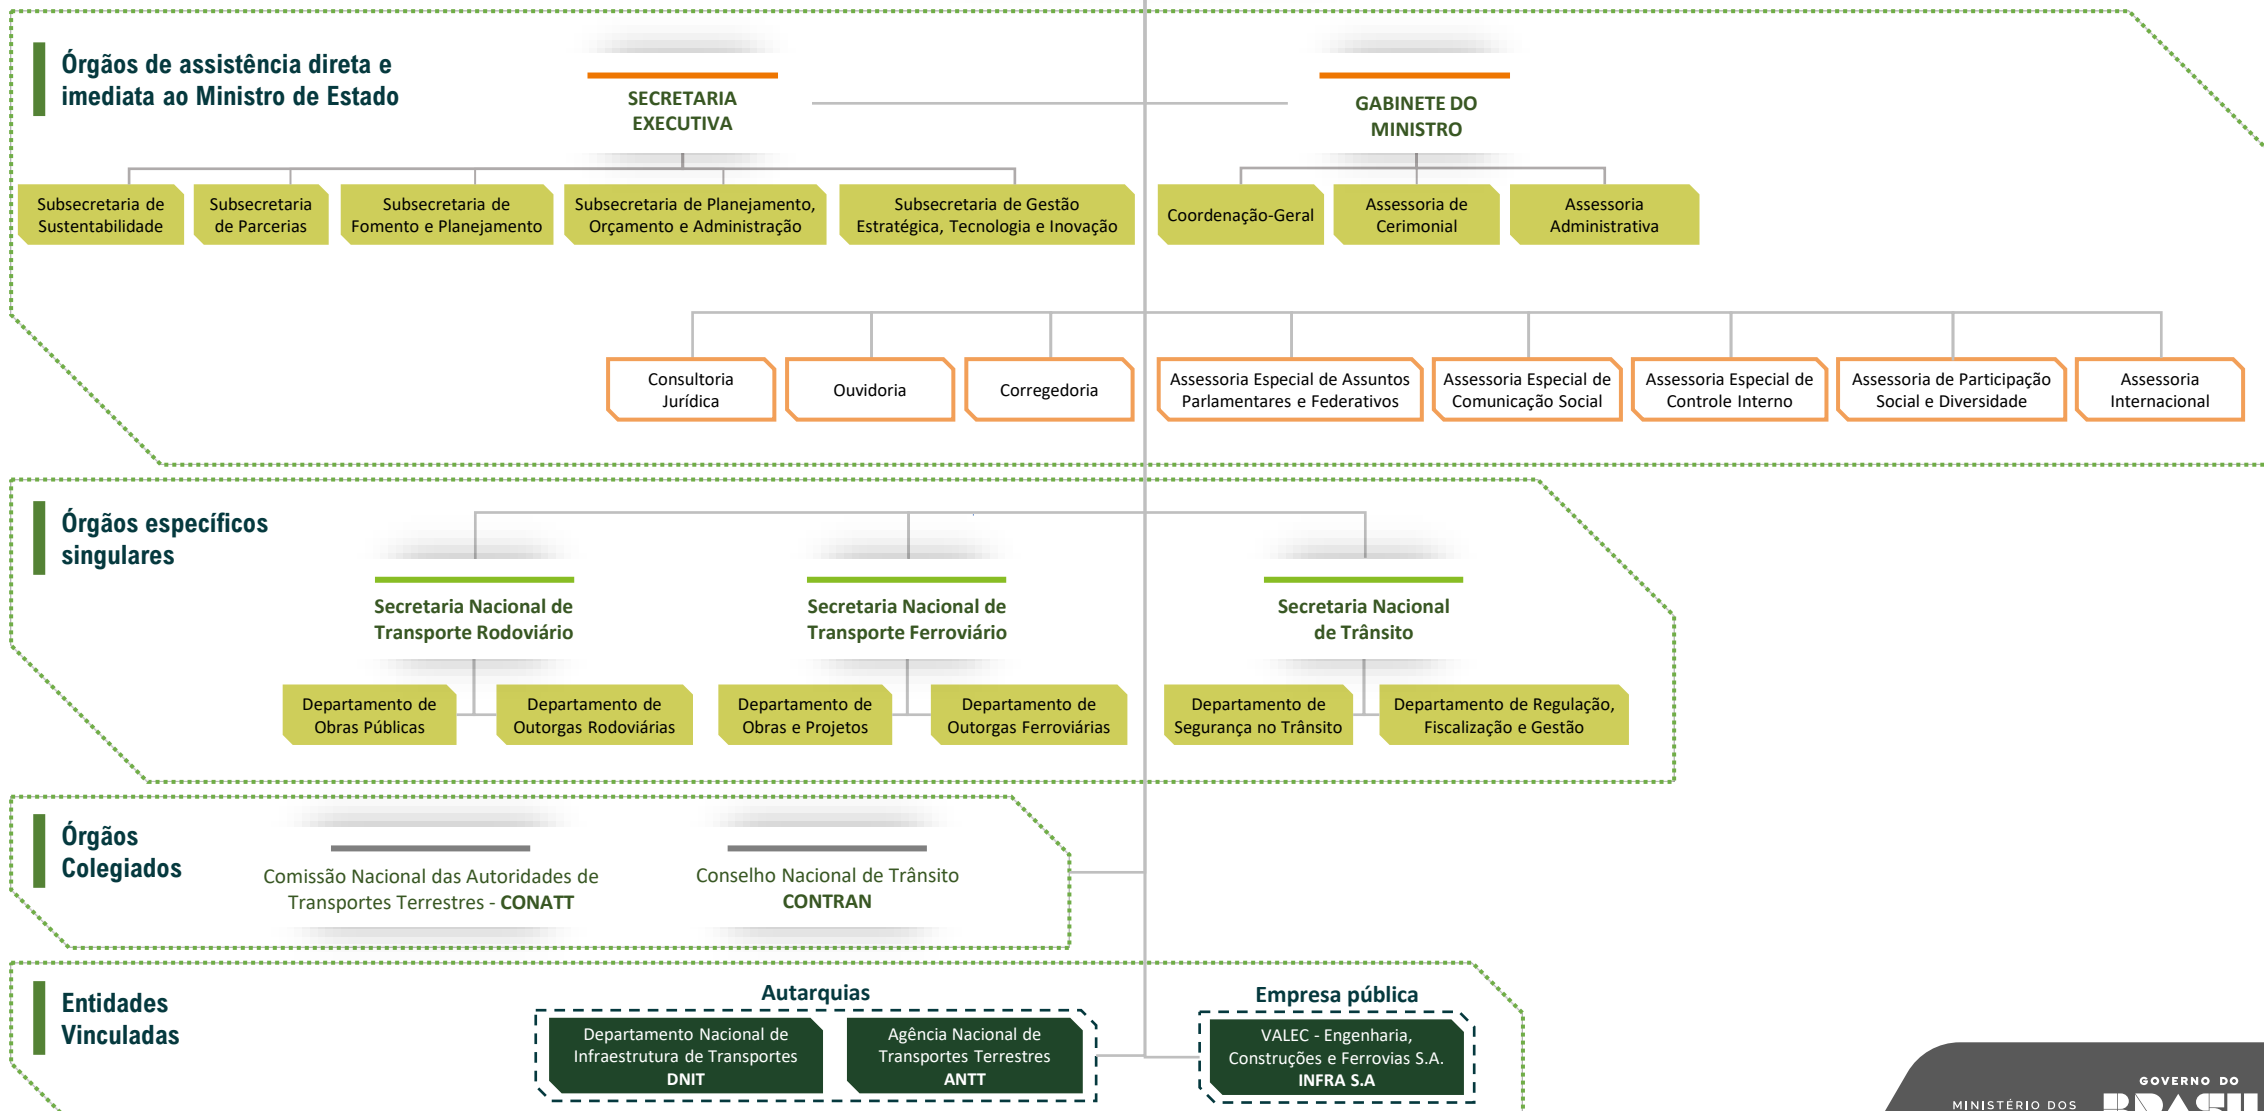 Órgãos de assistência direta e
imediata ao Ministro de Estado
SECRETARIA
EXECUTIVA
GABINETE DO
MINISTRO
Subsecretaria de
Sustentabilidade
Subsecretaria
de Parcerias
Subsecretaria de
Fomento e Planejamento
Subsecretaria de Planejamento,
Orçamento e Administração
Subsecretaria de Gestão
Estratégica, Tecnologia e Inovação
Coordenação-Geral
Assessoria de
Cerimonial
Assessoria
Administrativa
Consultoria
Jurídica
Ouvidoria
Corregedoria
Assessoria Especial de Assuntos
Parlamentares e Federativos
Assessoria Especial de
Comunicação Social
Assessoria Especial de
Controle Interno
Assessoria de Participação
Social e Diversidade
Assessoria
Internacional
Órgãos específicos
singulares
Secretaria Nacional de
Transporte Rodoviário
Secretaria Nacional de
Transporte Ferroviário
Secretaria Nacional
de Trânsito
Departamento de
Obras Públicas
Departamento de
Outorgas Rodoviárias
Departamento de
Obras e Projetos
Departamento de
Outorgas Ferroviárias
Departamento de
Segurança no Trânsito
Departamento de Regulação,
Fiscalização e Gestão
Órgãos
Colegiados
Comissão Nacional das Autoridades de
Transportes Terrestres - CONATT
Conselho Nacional de Trânsito
CONTRAN
Entidades
Vinculadas
Autarquias
Departamento Nacional de
Infraestrutura de Transportes
DNIT
Agência Nacional de
Transportes Terrestres
ANTT
Empresa pública
VALEC - Engenharia,
Construções e Ferrovias S.A.
INFRA S.A
MINISTÉRIO DOS
GOVERNO DO
BRASIL